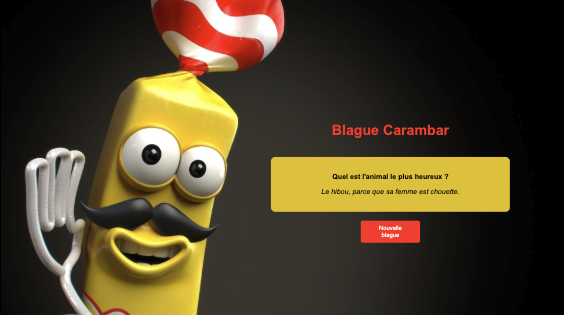 Blague Carambar
Quel est l'animal le plus heureux ?
Le hibou, parce que sa femme est chouette.
Nouvelle
blague